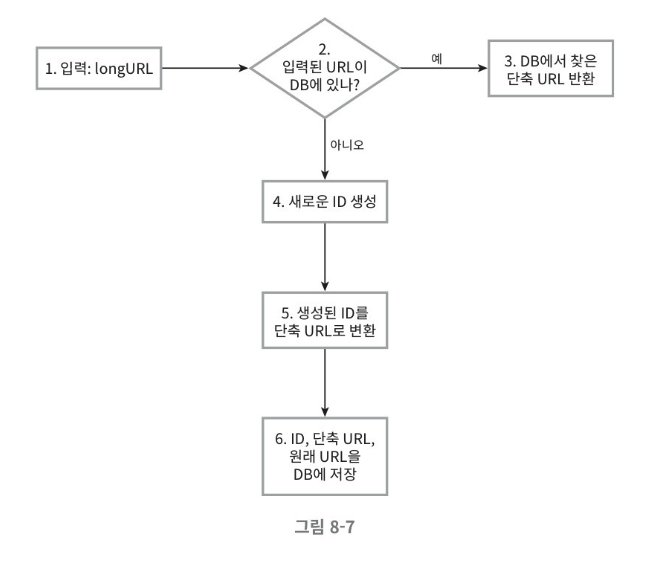 1. 입력: longURL
2.
입력된 URL이
DB에 있나?
예
3. DB에서 찾은
단축 URL 반환
아니오
4. 새로운 ID 생성
5. 생성된 ID를
단축 URL로 변환
6. ID, 단축 URL,
원래 URL을
DB에 저장
그림 8-7